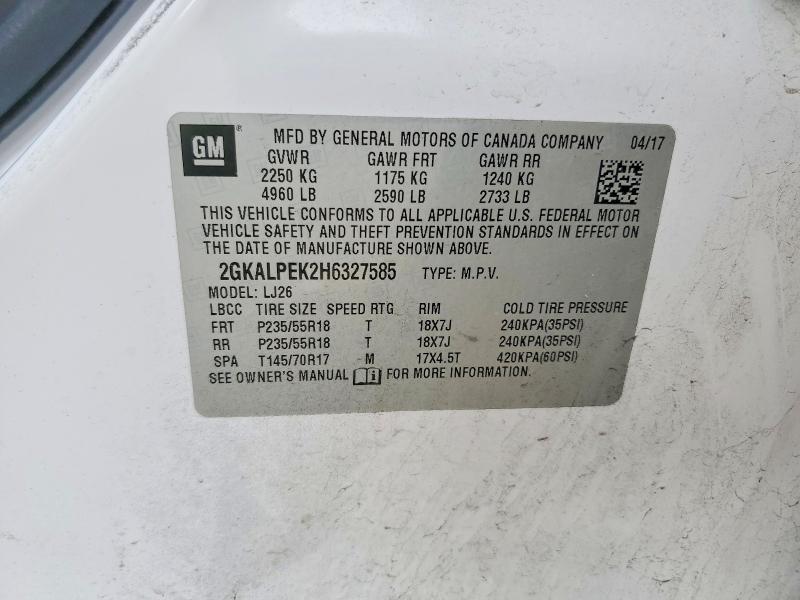 GM ® MFD BY GENERAL MOTORS OF CANADA COMPANY 04/17
GVWR GAWR FRT GAWR RR
2250 KG 1175 KG 1240 KG
4960 LB 2590 LB 2733 LB
THIS VEHICLE CONFORMS TO ALL APPLICABLE U.S. FEDERAL MOTOR
VEHICLE SAFETY AND THEFT PREVENTION STANDARDS IN EFFECT ON
THE DATE OF MANUFACTURE SHOWN ABOVE.
2GKALPEK2H6327585 TYPE: M.P.V.
MODEL: LJ26
LBCC TIRE SIZE SPEED RTG RIM COLD TIRE PRESSURE
FRT P235/55R18 T 18X7J 240KPA(35PSI)
RR P235/55R18 T 18X7J 240KPA(35PSI)
SPA T145/70R17 M 17X4.5T 420KPA(60PSI)
SEE OWNER'S MANUAL FOR MORE INFORMATION.